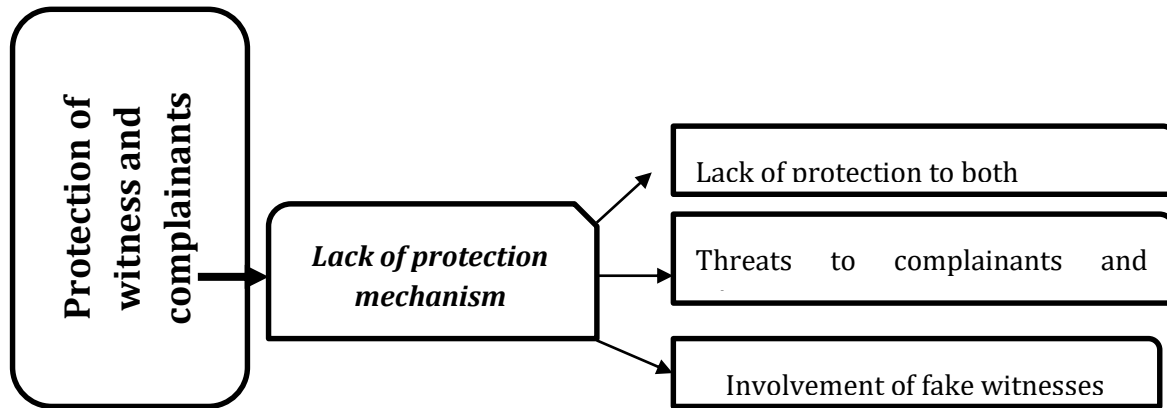 Protection of
witness and
complainants
Lack of protection
mechanism
Lack of protection to both
Threats to complainants and
Involvement of fake witnesses